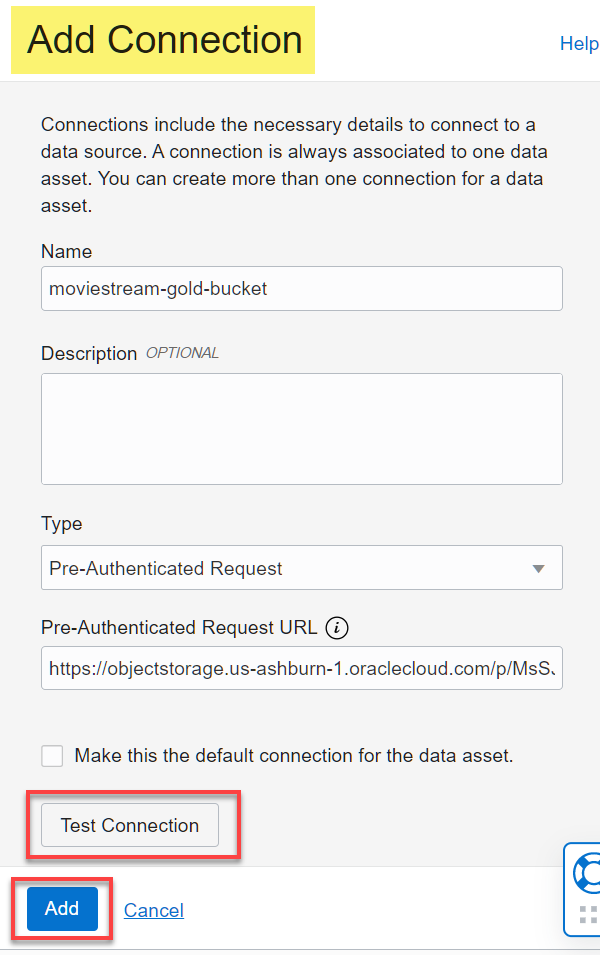 Add Connection
Help
Connections include the necessary details to connect to a
data source. A connection is always associated to one data
asset. You can create more than one connection for a data
asset.
Name
moviestream-gold-bucket
Description OPTIONAL
Type
Pre-Authenticated Request
Pre-Authenticated Request URL i
https://objectstorage.us-ashburn-1.oraclecloud.com/p/MsS
Make this the default connection for the data asset.
Test Connection
Add Cancel